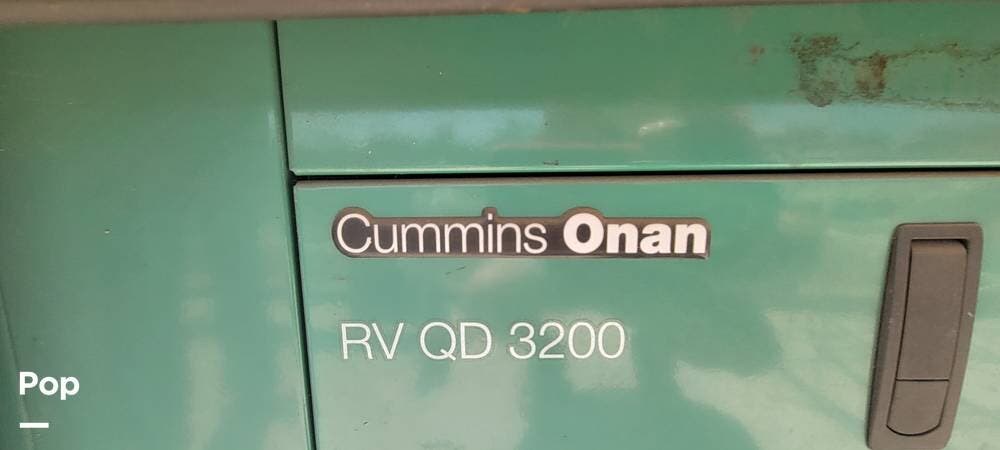 Cummins Onan
RV QD 3200
Pop